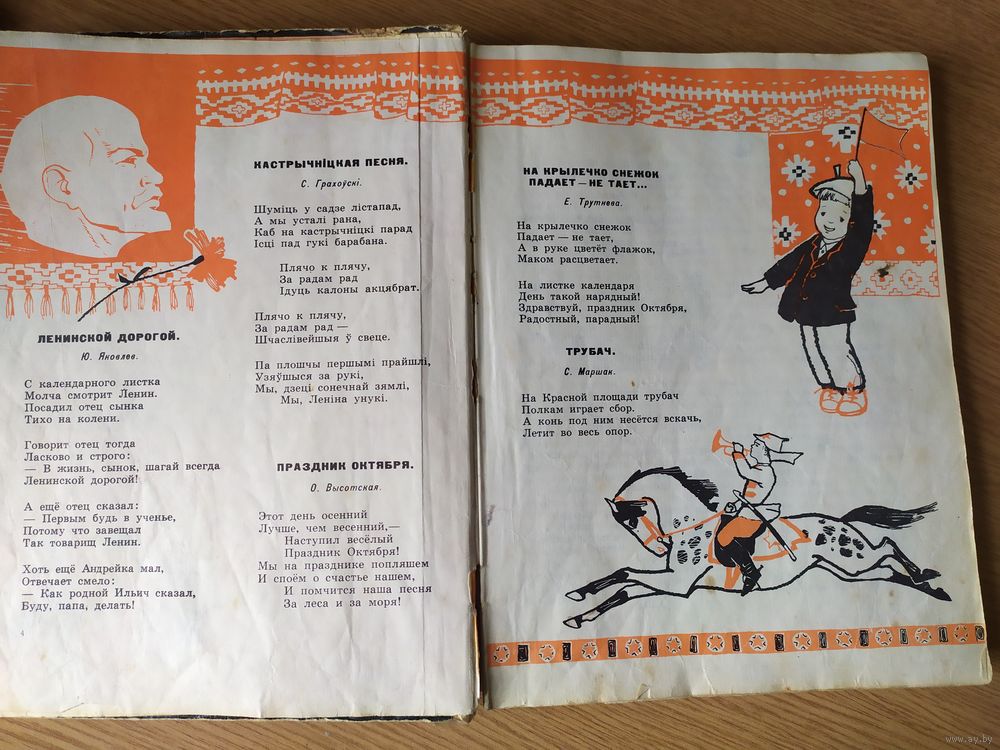 ЛЕНИНСКОЙ ДОРОГОЙ.
Ю. Яковлев.
С календарного листка
Молча смотрит Ленин.
Посадил отец сынка
Тихо на колени.
Говорит отец тогда
Ласково и строго:
— В жизнь, сынок, шагай всегда
Ленинской дорогой!
А ещё отец сказал:
— Первым будь в ученье,
Потому что завещал
Так товарищ Ленин.
Хоть ещё Андрейка мал,
Отвечает смело:
— Как родной Ильич сказал,
Буду, папа, делать!
4
КАСТРЫЧНІЦКАЯ ПЕСНЯ.
С. Грахоўскі.
Шуміць у садзе лістапад,
А мы усталі рана,
Каб на кастрычніцкі парад
Ісці пад гукі барабана.
Плячо к плячу,
За радам рад
Ідуць калоны акцябрат.
Плячо к плячу,
За радам рад —
Шчаслівейшыя ў свеце.
Па плошчы першымі прайшлі,
Узяўшыся за рукі,
Мы, дзеці сонечнай зямлі,
Мы, Леніна унукі.
ПРАЗДНИК ОКТЯБРЯ.
О. Высотская.
Этот день осенний
Лучше, чем весенний,—
Наступил весёлый
Праздник Октября!
Мы на празднике попляшем
И споём о счастье нашем,
И помчится наша песня
За леса и за моря!
НА КРЫЛЕЧКО СНЕЖОК
ПАДАЕТ — НЕ ТАЕТ...
Е. Трутнева.
На крылечко снежок
Падает — не тает,
А в руке цветёт флажок,
Маком расцветает.
На листке календаря
День такой нарядный!
Здравствуй, праздник Октября,
Радостный, парадный!
ТРУБАЧ.
С. Маршак.
На Красной площади трубач
Полкам играет сбор.
А конь под ним несётся вскачь,
Летит во весь опор.
www.ay.by